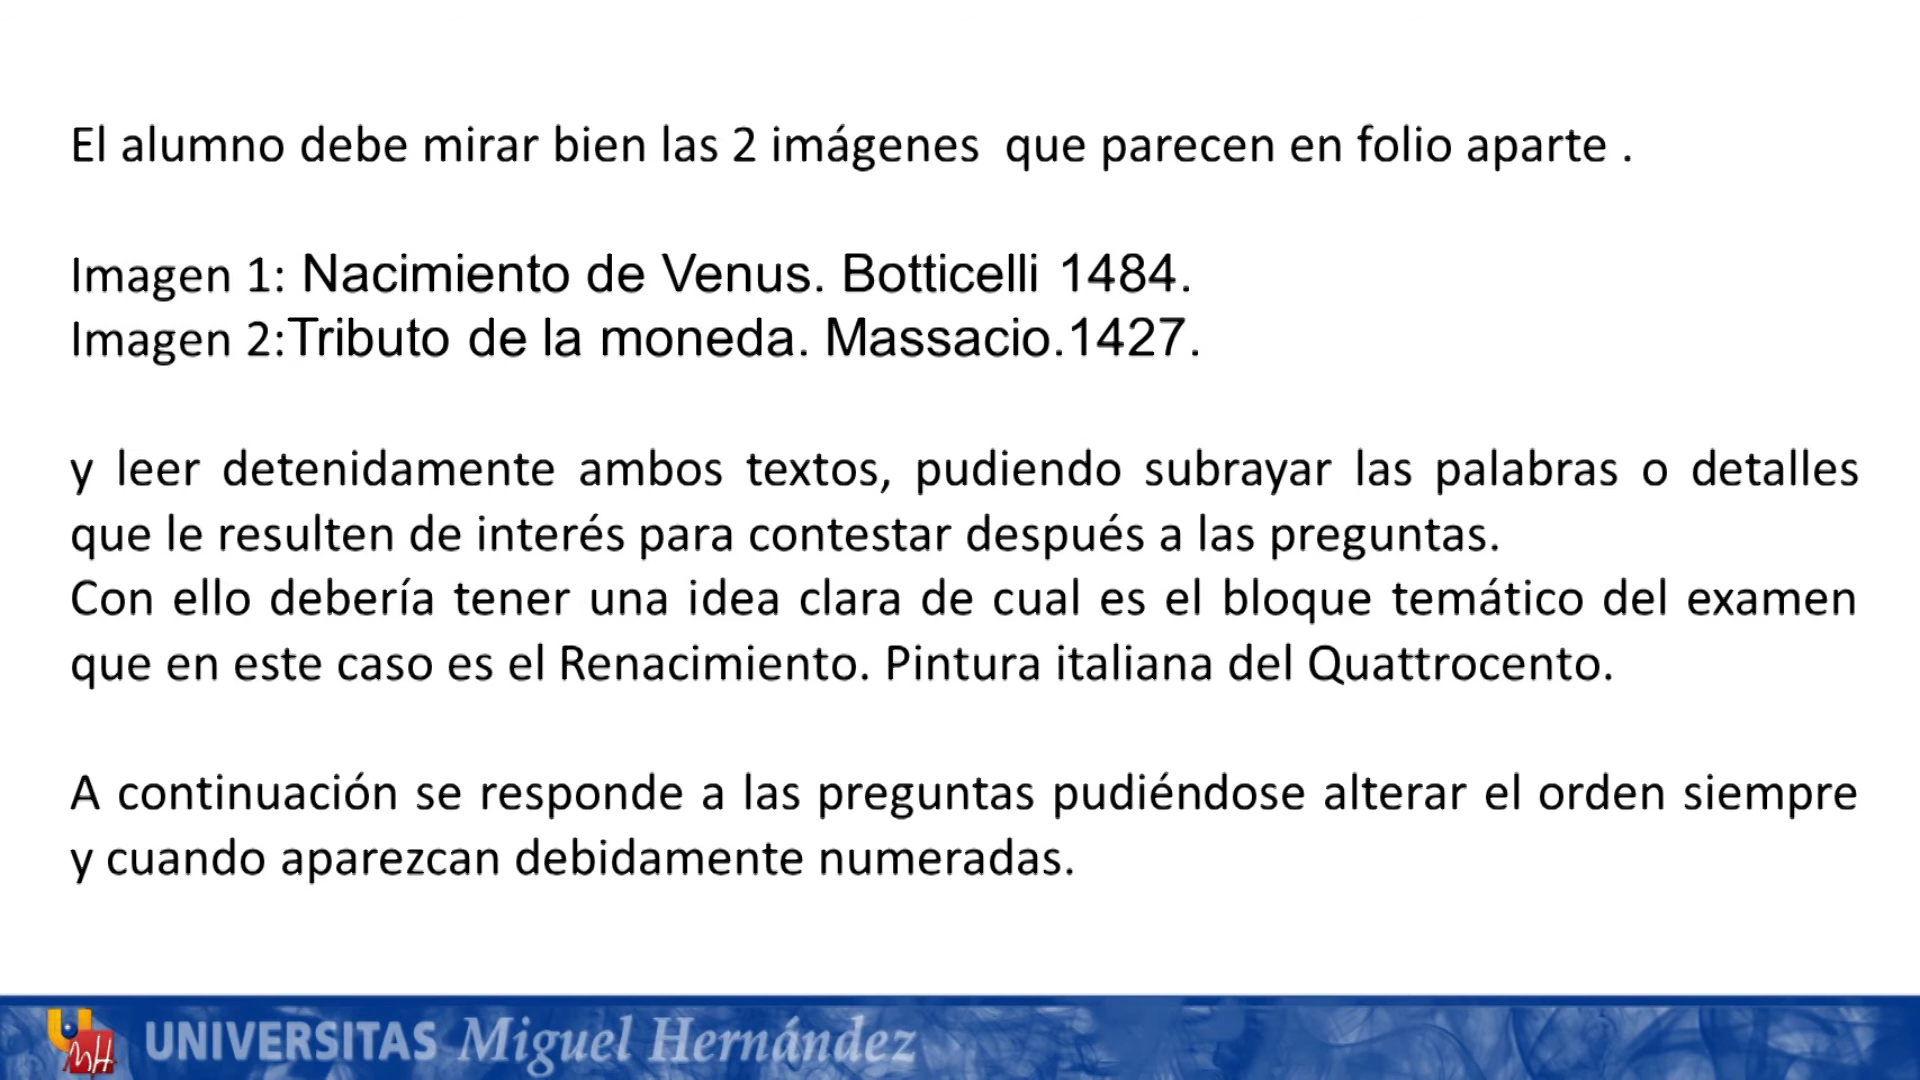 El alumno debe mirar bien las 2 imágenes que parecen en folio aparte .
Imagen 1: Nacimiento de Venus. Botticelli 1484.
Imagen 2:Tributo de la moneda. Massacio.1427.
y leer detenidamente ambos textos, pudiendo subrayar las palabras o detalles
que le resulten de interés para contestar después a las preguntas.
Con ello debería tener una idea clara de cual es el bloque temático del examen
que en este caso es el Renacimiento. Pintura italiana del Quattrocento.
A continuación se responde a las preguntas pudiéndose alterar el orden siempre
y cuando aparezcan debidamente numeradas.
UNIVERSITAS Miguel Hernández